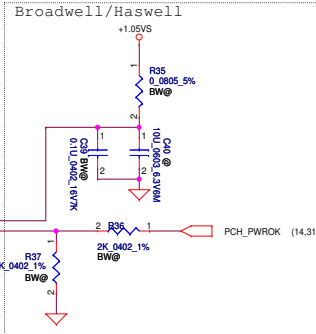 Broadwell/Haswell
+1.05VS
1
R35
0_0805_5%
BW@
2
1
1
C39 BW@
0.1U_0402_16V7K
C40 @
10U_0603_6.3V6M
2
2
2
R36
1
PCH_PWROK (14,31
2K_0402_1%
BW@
1
R37
K_0402_1%
BW@
2